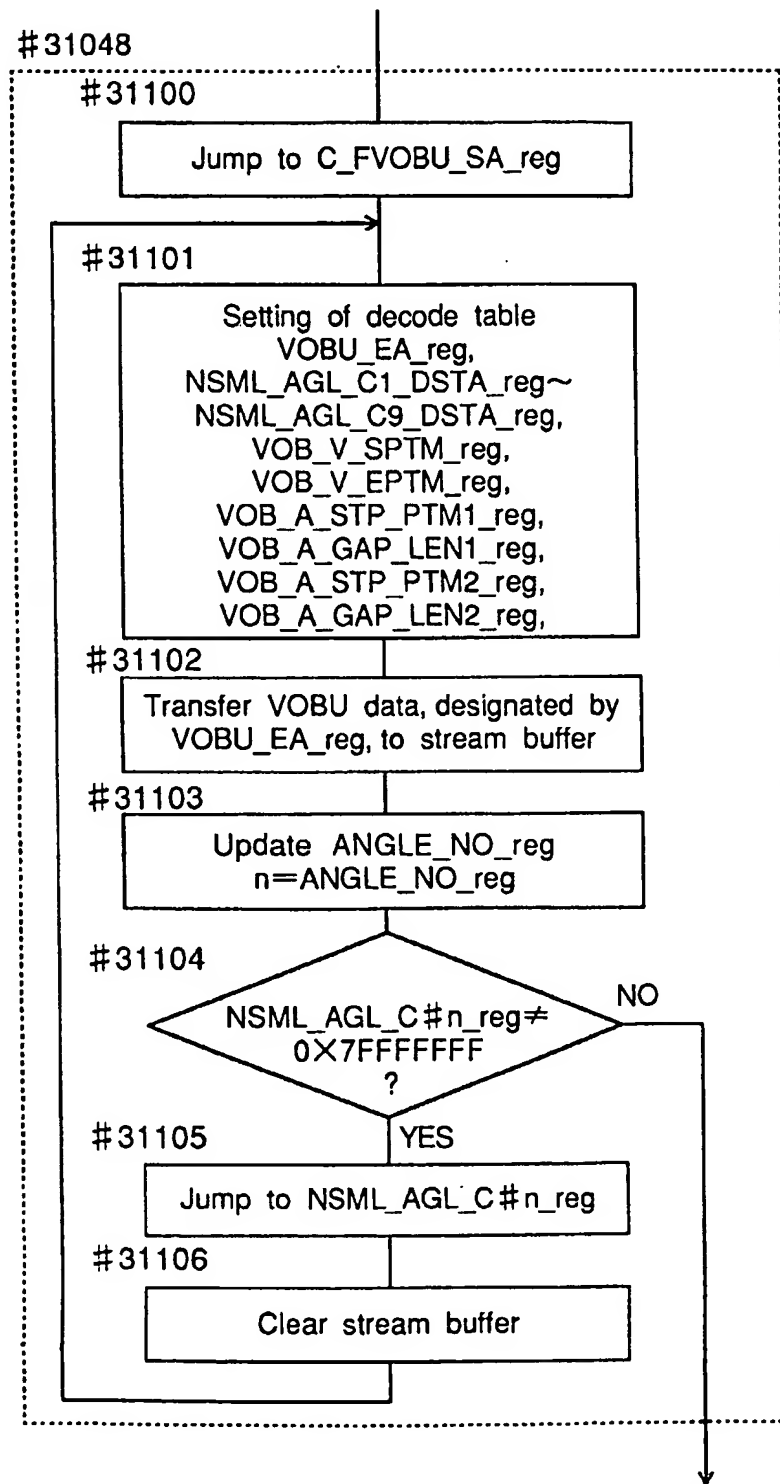 #31048
#31100
Jump to C_FVOBU_SA_reg
#31101
Setting of decode table
VOBU_EA_reg,
NSML_AGL_C1_DSTA_reg~
NSML_AGL_C9_DSTA_reg,
VOB_V_SPTM_reg,
VOB_V_EPTM_reg,
VOB_A_STP_PTM1_reg,
VOB_A_GAP_LEN1_reg,
VOB_A_STP_PTM2_reg,
VOB_A_GAP_LEN2_reg,
#31102
Transfer VOBU data, designated by
VOBU_EA_reg, to stream buffer
#31103
Update ANGLE_NO_reg
n=ANGLE_NO_reg
#31104
NSML_AGL_C#n_reg≠
0X7FFFFFFF
?
NO
YES
#31105
Jump to NSML_AGL_C#n_reg
#31106
Clear stream buffer